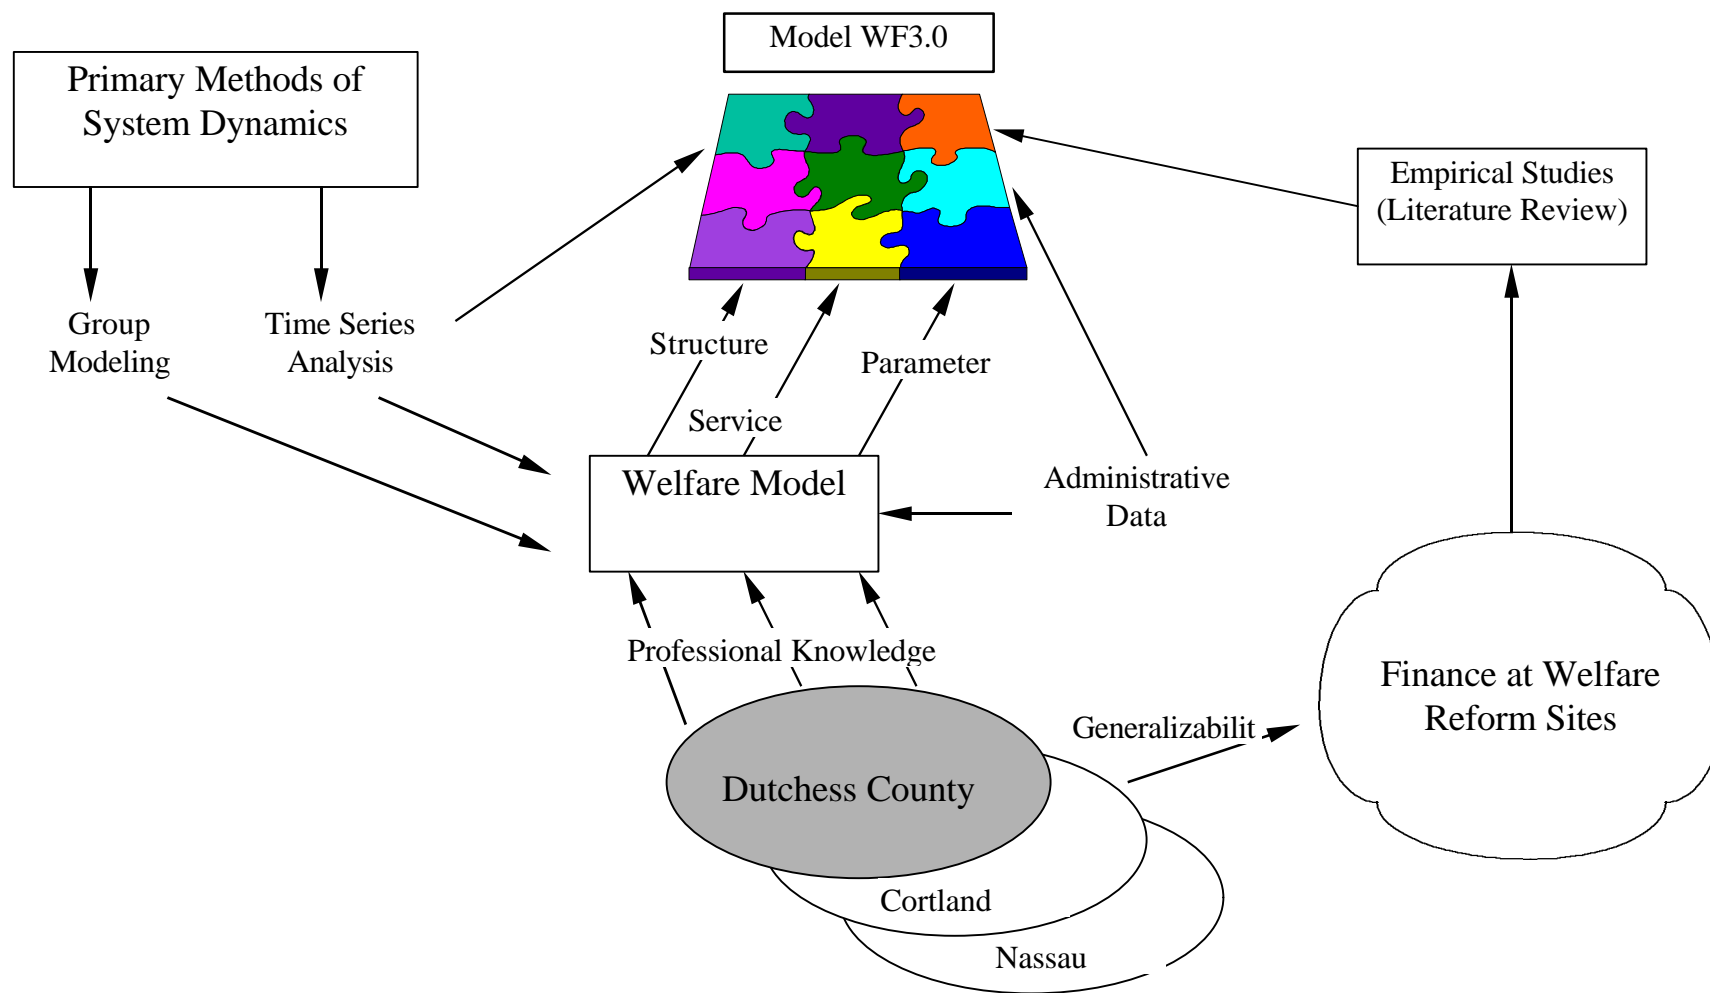 Model WF3.0
Primary Methods of
System Dynamics
Empirical Studies
(Literature Review)
Group
Modeling
Time Series
Analysis
Structure
Parameter
Service
Welfare Model
Administrative
Data
Professional Knowledge
Finance at Welfare
Reform Sites
Generalizabilit
Dutchess County
Cortland
Nassau